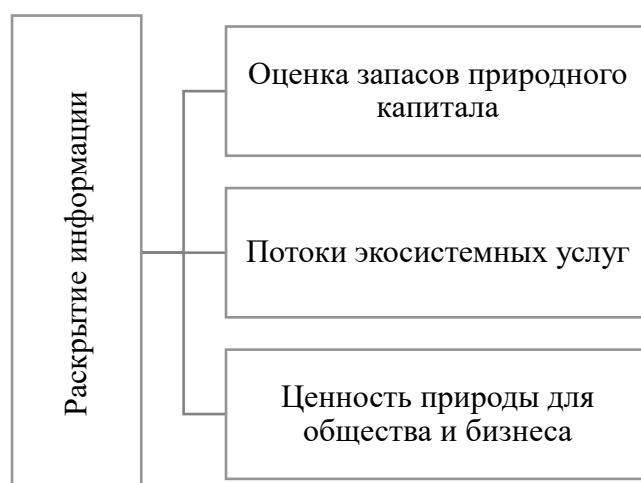 Раскрытие информации
Оценка запасов природного
капитала
Потоки экосистемных услуг
Ценность природы для
общества и бизнеса